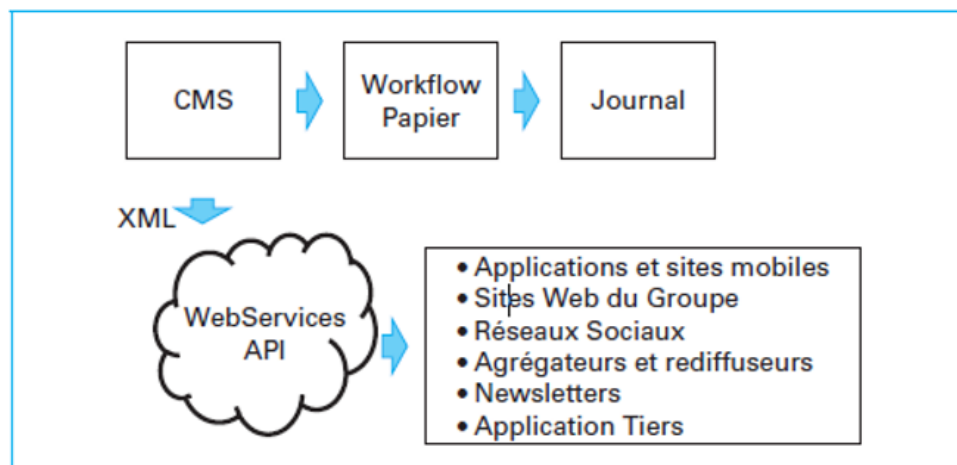 CMS
Workflow
Papier
Journal
XML
WebServices
API
• Applications et sites mobiles
• Sites Web du Groupe
• Réseaux Sociaux
• Agrégateurs et rediffuseurs
• Newsletters
• Application Tiers